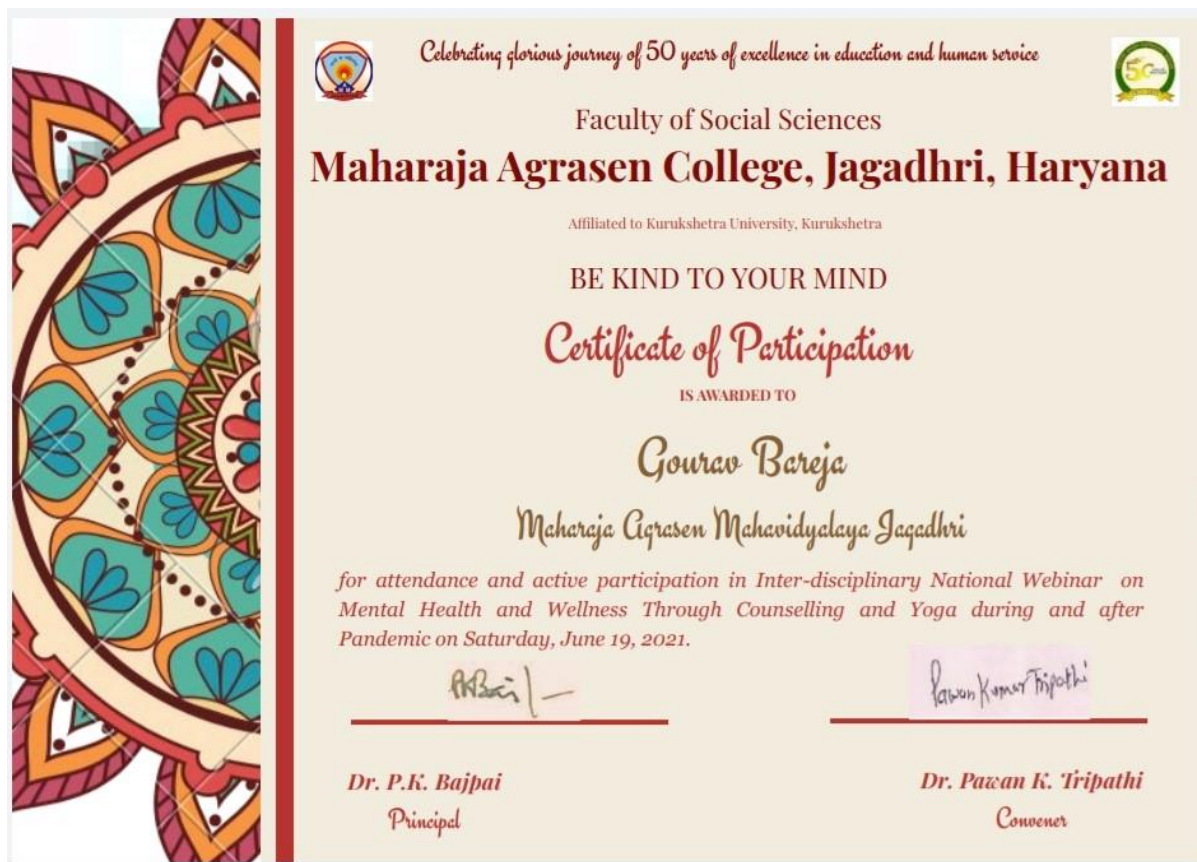 Celebrating glorious journey of 50 years of excellence in education and human service
50
Faculty of Social Sciences
Maharaja Agrasen College, Jagadhri, Haryana
Affiliated to Kurukshetra University, Kurukshetra
BE KIND TO YOUR MIND
Certificate of Participation
IS AWARDED TO
Gourav Bareja
Maharaja Agrasen Mahavidyalaya Jagadhri
for attendance and active participation in Inter-disciplinary National Webinar on
Mental Health and Wellness Through Counselling and Yoga during and after
Pandemic on Saturday, June 19, 2021.
Pawan Kumar Tripathi
Dr. P.K. Bajpai
Principal
Dr. Pawan K. Tripathi
Convener